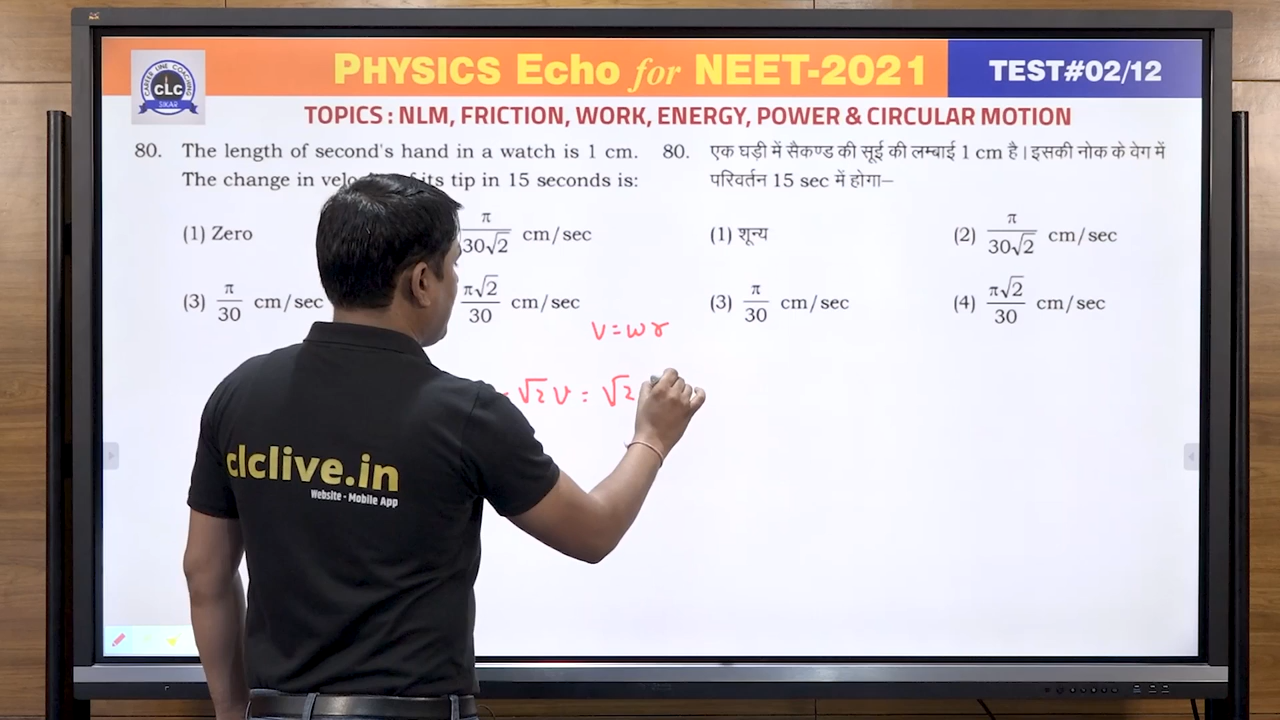 PHYSICS Echo for NEET-2021
TEST#02/12
CAREER LINE COACHING
CLC
SIKAR
TOPICS : NLM, FRICTION, WORK, ENERGY, POWER & CIRCULAR MOTION
80. The length of second's hand in a watch is 1 cm.
The change in its tip in 15 seconds is:
(1) Zero
π/30√2 cm/sec
(3) π/30 cm/sec
π√2/30 cm/sec
80. एक घड़ी में सैकण्ड की सूई की लम्बाई 1 cm है। इसकी नोक के वेग में
परिवर्तन 15 sec में होगा–
(1) शून्य
(2) π/30√2 cm/sec
(3) π/30 cm/sec
(4) π√2/30 cm/sec
v=ωr
√2 v = √2
clclive.in
Website - Mobile App